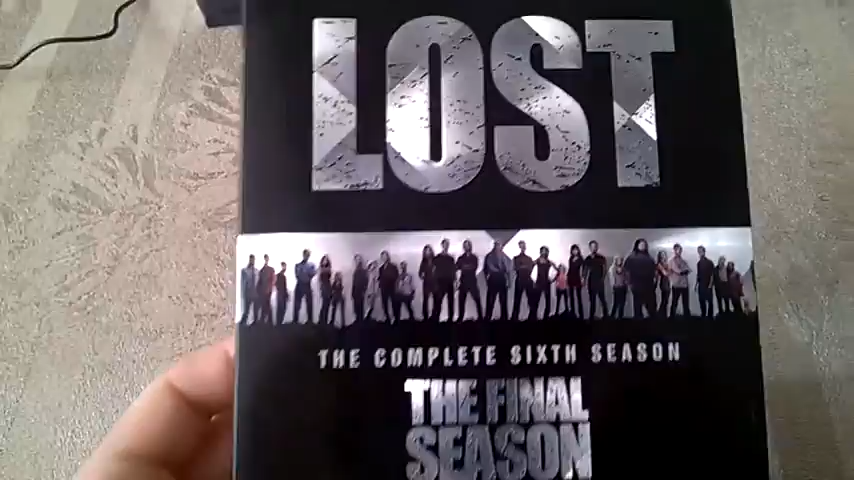 LOST
THE COMPLETE SIXTH SEASON
THE FINAL
SEASON